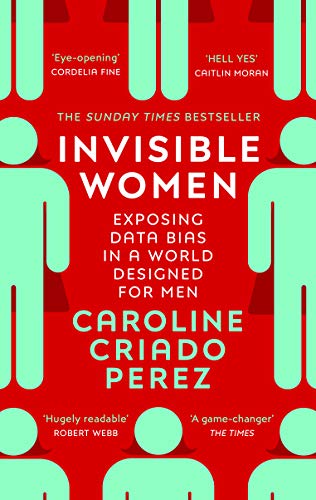 'Eye-opening'
CORDELIA FINE
'HELL YES'
CAITLIN MORAN
THE SUNDAY TIMES BESTSELLER
INVISIBLE
WOMEN
EXPOSING
DATA BIAS
IN A WORLD
DESIGNED
FOR MEN
CAROLINE
CRIADO
PEREZ
'Hugely readable'
ROBERT WEBB
'A game-changer'
THE TIMES